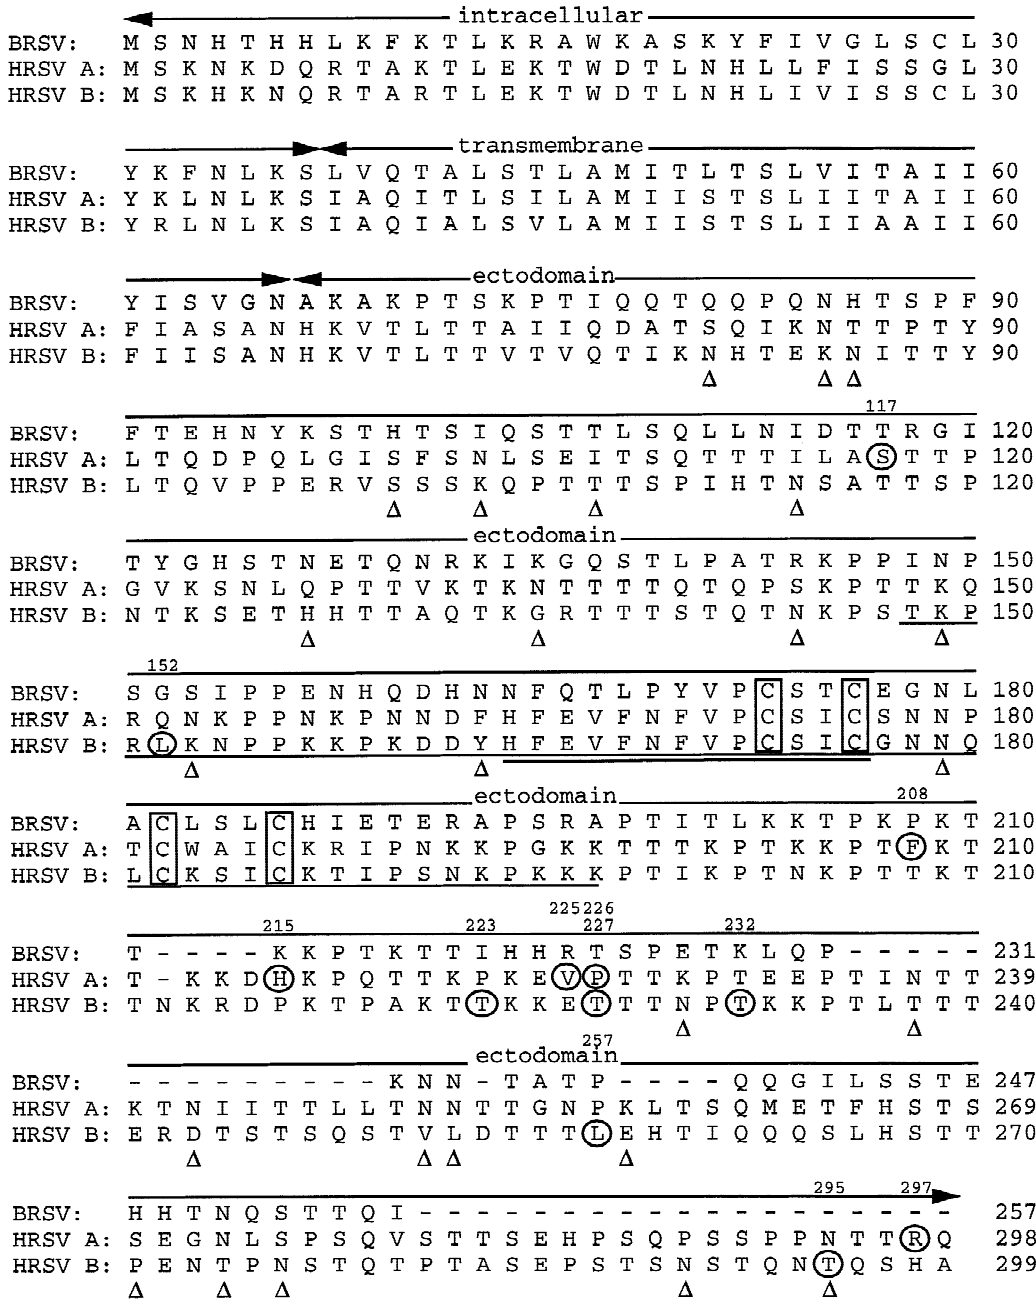 intracellular
BRSV: M S N H T H H L K F K T L K R A W K A S K Y F I V G L S C L 30
HRSV A: M S K N K D Q R T A K T L E K T W D T L N H L L F I S S G L 30
HRSV B: M S K H K N Q R T A R T L E K T W D T L N H L I V I S S C L 30
transmembrane
BRSV: Y K F N L K S L V Q T A L S T L A M I T L T S L V I T A I I 60
HRSV A: Y K L N L K S I A Q I T L S I L A M I I S T S L I I T A I I 60
HRSV B: Y R L N L K S I A Q I A L S V L A M I I S T S L I I A A I I 60
ectodomain
BRSV: Y I S V G N A K A K P T S K P T I Q Q T Q Q P Q N H T S P F 90
HRSV A: F I A S A N H K V T L T T A I I Q D A T S Q I K N T T P T Y 90
HRSV B: F I I S A N H K V T L T T V T V Q T I K N H T E K N I T T Y 90
Δ Δ Δ
117
BRSV: F T E H N Y K S T H T S I Q S T T L S Q L L N I D T T R G I 120
HRSV A: L T Q D P Q L G I S F S N L S E I T S Q T T T I L A S T T P 120
HRSV B: L T Q V P P E R V S S S K Q P T T T S P I H T N S A T T S P 120
Δ Δ Δ Δ
ectodomain
BRSV: T Y G H S T N E T Q N R K I K G Q S T L P A T R K P P I N P 150
HRSV A: G V K S N L Q P T T V K T K N T T T T Q T Q P S K P T T K Q 150
HRSV B: N T K S E T H H T T A Q T K G R T T T S T Q T N K P S T K P 150
Δ Δ Δ Δ
152
BRSV: S G S I P P E N H Q D H N N F Q T L P Y V P C S T C E G N L 180
HRSV A: R Q N K P P N K P N N D F H F E V F N F V P C S I C S N N P 180
HRSV B: R L K N P P K K P K D D Y H F E V F N F V P C S I C G N N Q 180
Δ Δ Δ
ectodomain 208
BRSV: A C L S L C H I E T E R A P S R A P T I T L K K T P K P K T 210
HRSV A: T C W A I C K R I P N K K P G K K T T T K P T K K P T F K T 210
HRSV B: L C K S I C K T I P S N K P K K K P T I K P T N K P T T K T 210
225 226
215 223 227 232
BRSV: T - - - - K K P T K T T I H H R T S P E T K L Q P - - - - - 231
HRSV A: T - K K D H K P Q T T K P K E V P T T K P T E E P T I N T T 239
HRSV B: T N K R D P K T P A K T T K K E T T T N P T K K P T L T T T 240
Δ Δ
257
ectodomain
BRSV: - - - - - - - - - K N N - T A T P - - - - Q Q G I L S S T E 247
HRSV A: K T N I I T T L L T N N T T G N P K L T S Q M E T F H S T S 269
HRSV B: E R D T S T S Q S T V L D T T T L E H T I Q Q Q S L H S T T 270
Δ Δ Δ Δ
295 297
BRSV: H H T N Q S T T Q I - - - - - - - - - - - - - - - - - - - 257
HRSV A: S E G N L S P S Q V S T T S E H P S Q P S S P P N T T R Q 298
HRSV B: P E N T P N S T Q T P T A S E P S T S N S T Q N T Q S H A 299
Δ Δ Δ Δ Δ